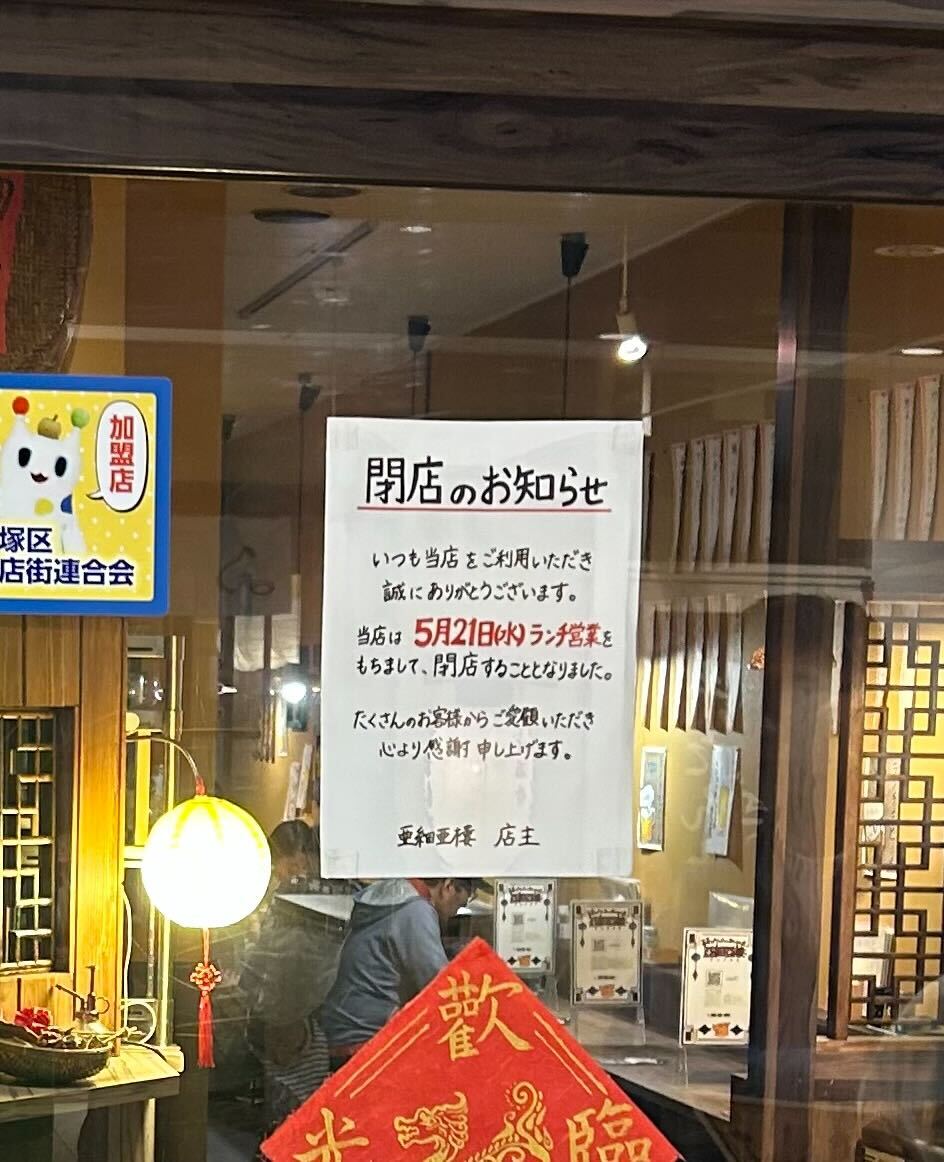 加盟店
塚区
店街連合会
閉店のお知らせ
いつも当店をご利用いただき
誠にありがとうございます。
当店は 5月21日(水)ランチ営業を
もちまして、閉店することとなりました。
たくさんのお客様からご愛顧いただき
心より感謝申し上げます。
亜細亜楼 店主
歡
光 臨